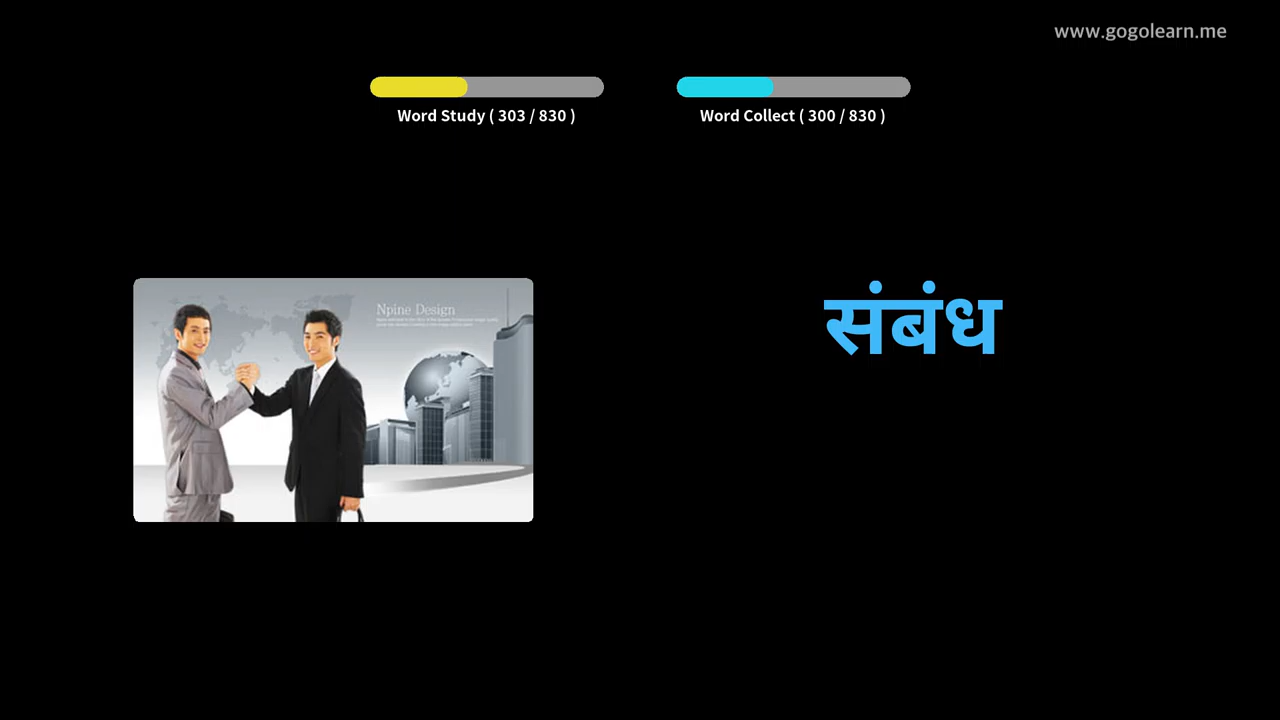 www.gogolearn.me
Word Study ( 303 / 830 )
Word Collect ( 300 / 830 )
Npine Design
संबंध